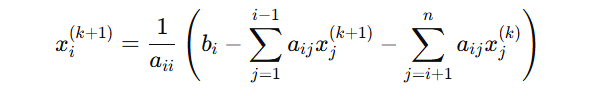 x_i^{(k+1)} = \frac{1}{a_{ii}} \left( b_i - \sum_{j=1}^{i-1} a_{ij} x_j^{(k+1)} - \sum_{j=i+1}^{n} a_{ij} x_j^{(k)} \right)